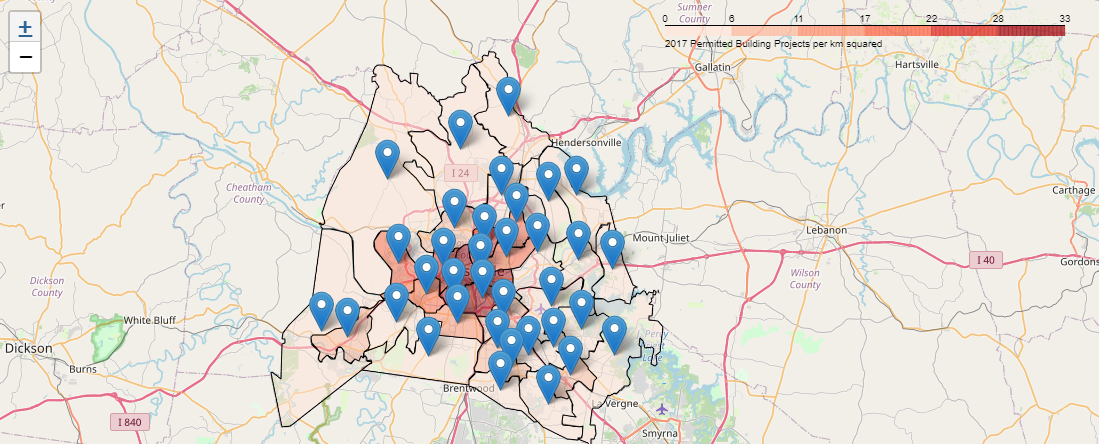 +
−
0 6 11 17 22 28 33
2017 Permitted Building Projects per km squared
Sumner
County
Gallatin
Hartsville
Hendersonville
I 24
Cheatham
County
Carthage
Lebanon
Mount Juliet
I 40
Gordons
Dickson
County
Wilson
County
White Bluff
Dickson
Burns
Brentwood
La Vergne
I 840
Smyrna